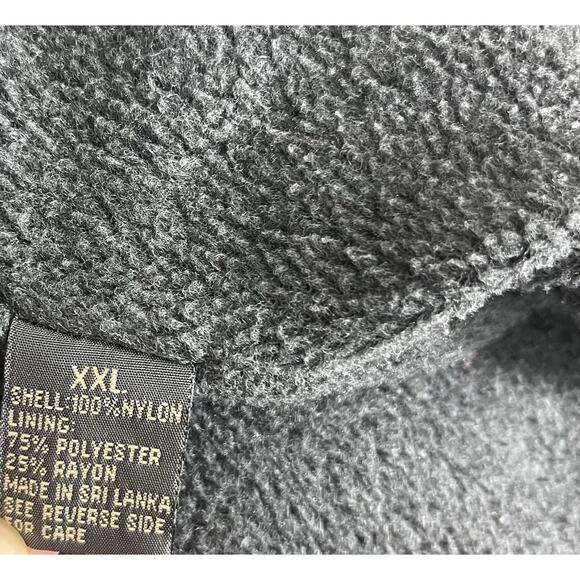 XXL
SHELL:100%NYLON
LINING:
75% POLYESTER
25% RAYON
MADE IN SRI LANKA
SEE REVERSE SIDE
FOR CARE